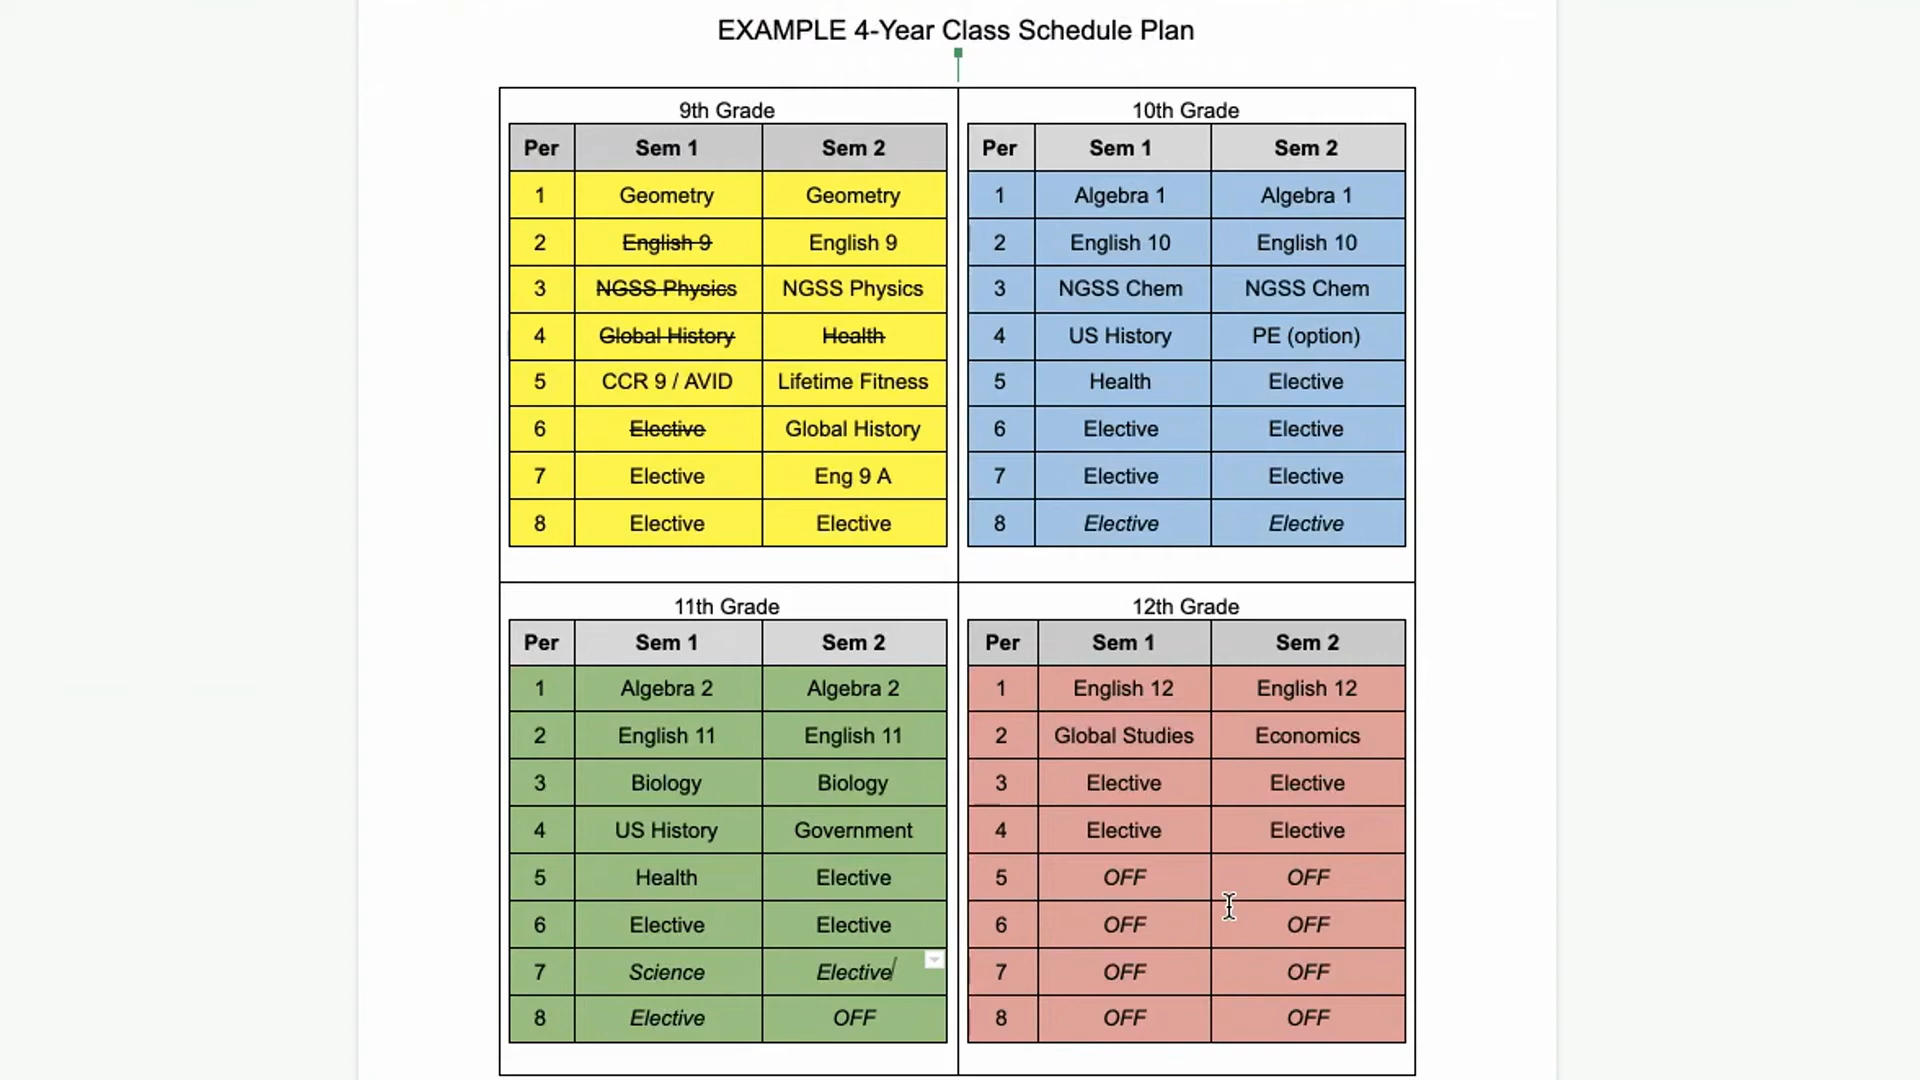 EXAMPLE 4-Year Class Schedule Plan
9th Grade
Per Sem 1 Sem 2
1 Geometry Geometry
2 English 9 English 9
3 NGSS Physics NGSS Physics
4 Global History Health
5 CCR 9 / AVID Lifetime Fitness
6 Elective Global History
7 Elective Eng 9 A
8 Elective Elective
10th Grade
Per Sem 1 Sem 2
1 Algebra 1 Algebra 1
2 English 10 English 10
3 NGSS Chem NGSS Chem
4 US History PE (option)
5 Health Elective
6 Elective Elective
7 Elective Elective
8 Elective Elective
11th Grade
Per Sem 1 Sem 2
1 Algebra 2 Algebra 2
2 English 11 English 11
3 Biology Biology
4 US History Government
5 Health Elective
6 Elective Elective
7 Science Elective
8 Elective OFF
12th Grade
Per Sem 1 Sem 2
1 English 12 English 12
2 Global Studies Economics
3 Elective Elective
4 Elective Elective
5 OFF OFF
6 OFF OFF
7 OFF OFF
8 OFF OFF